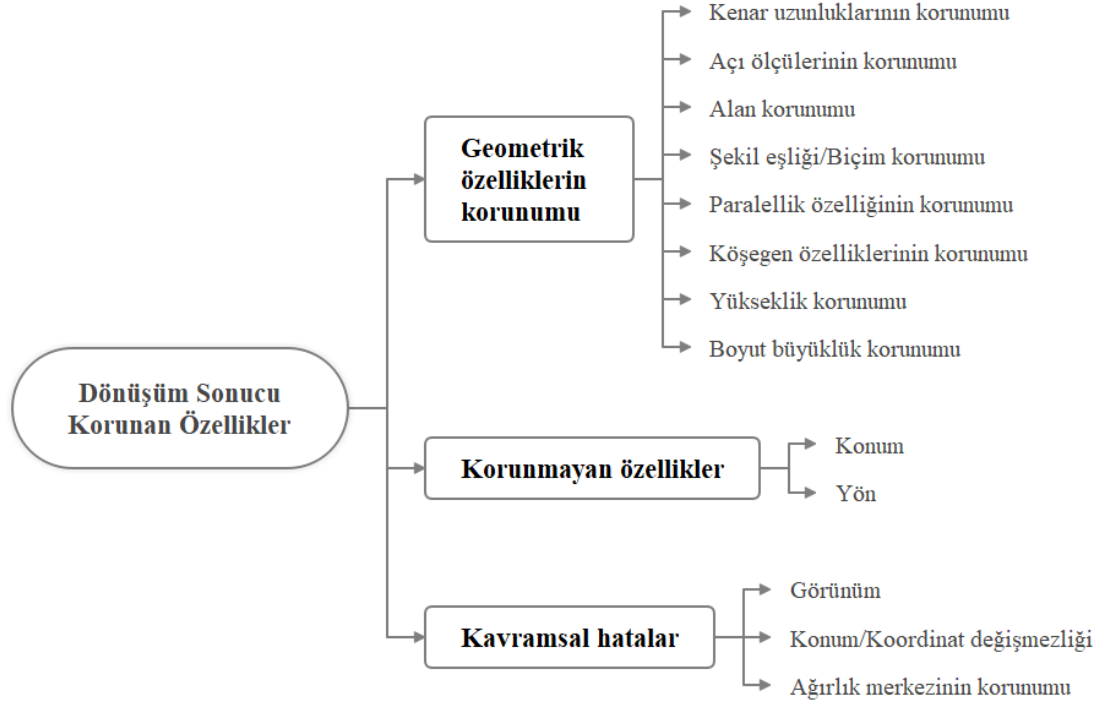 Kenar uzunluklarının korunumu
Açı ölçülerinin korunumu
Alan korunumu
Geometrik
özelliklerin
korunumu
Şekil eşliği/Biçim korunumu
Paralellik özelliğinin korunumu
Köşegen özelliklerinin korunumu
Yükseklik korunumu
Boyut büyüklük korunumu
Dönüşüm Sonucu
Korunan Özellikler
Korunmayan özellikler
Konum
Yön
Kavramsal hatalar
Görünüm
Konum/Koordinat değişmezliği
Ağırlık merkezinin korunumu